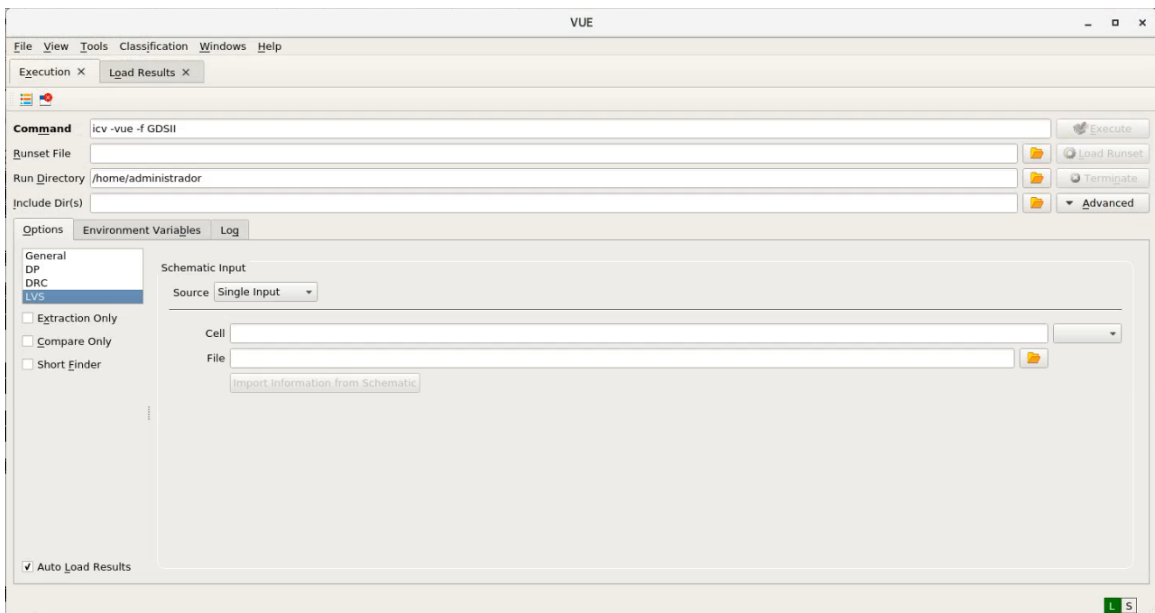 VUE
File View Tools Classification Windows Help
Execution Load Results
Command icv -vue -f GDSII Execute
Runset File Load Runset
Run Directory /home/administrador Terminate
Include Dir(s) Advanced
Options Environment Variables Log
General
DP
DRC
LVS
Extraction Only
Compare Only
Short Finder
Schematic Input
Source Single Input
Cell
File
Import Information from Schematic
Auto Load Results
L S